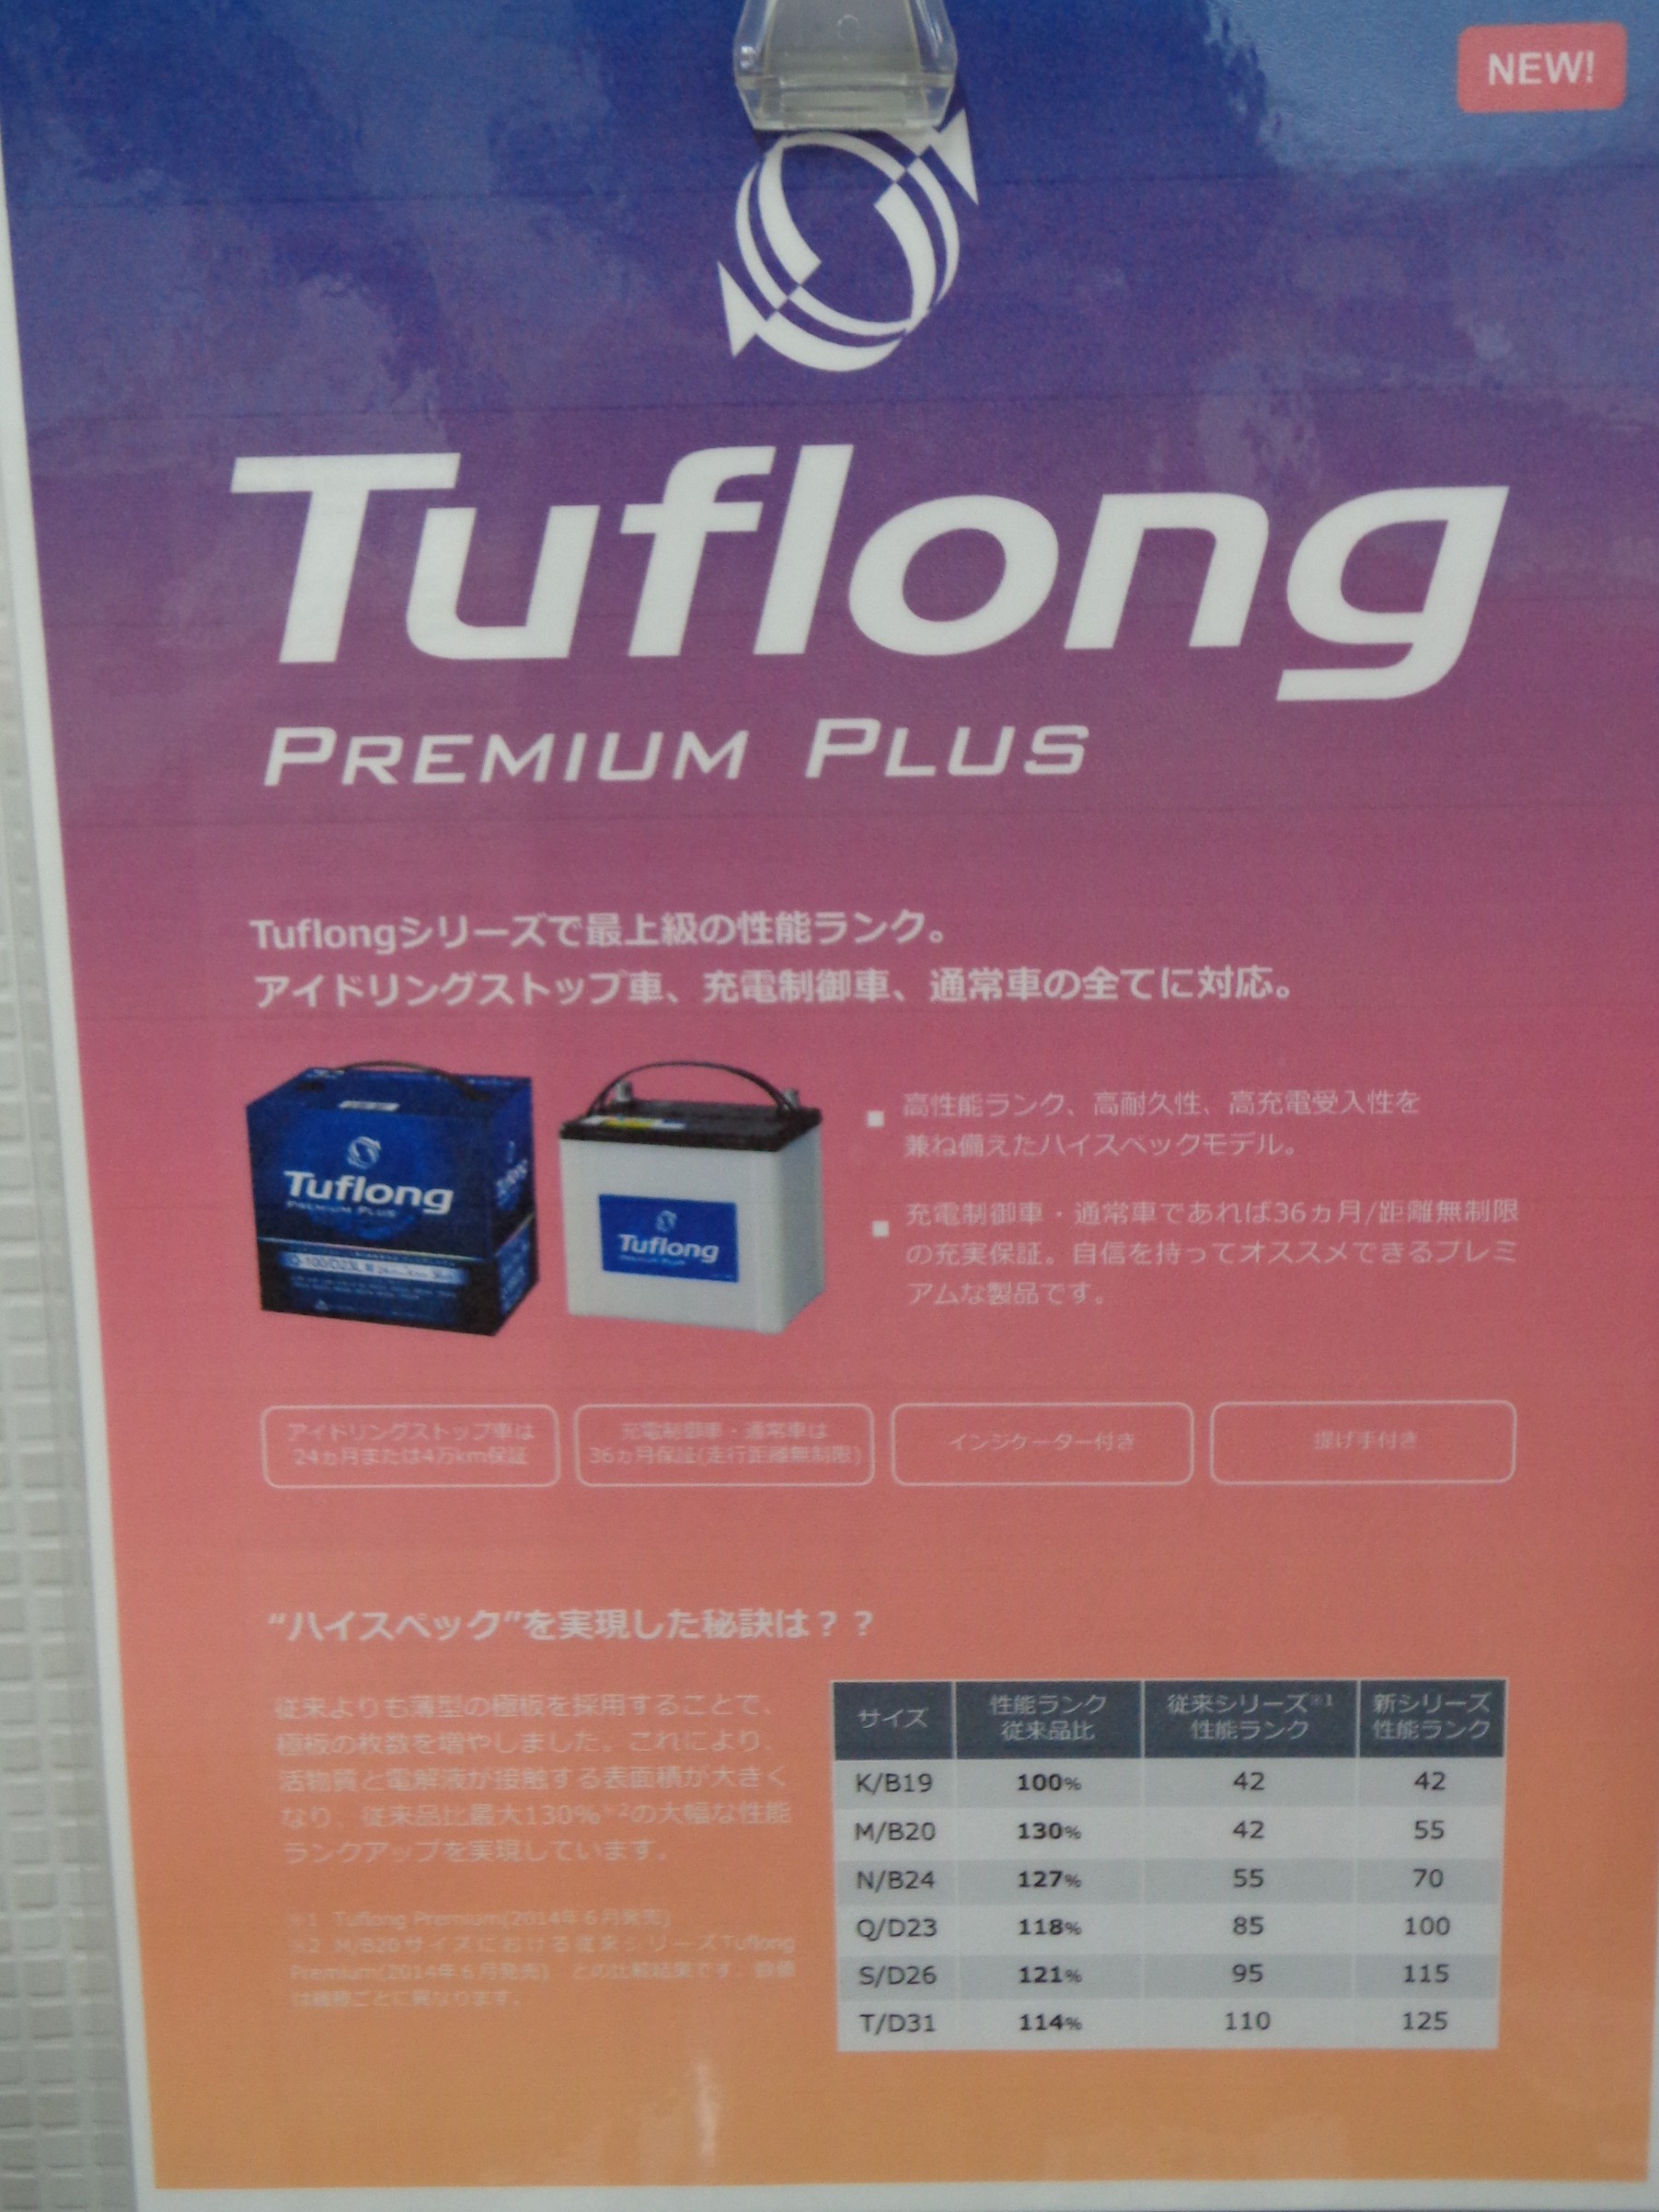 NEW!
Tuflong
PREMIUM PLUS
Tuflongシリーズで最上級の性能ランク。
アイドリングストップ車、充電制御車、通常車の全てに対応。
Tuflong
PREMIUM PLUS
100/D23L
Tuflong
PREMIUM PLUS
■ 高性能ランク、高耐久性、高充電受入性を
兼ね備えたハイスペックモデル。
■ 充電制御車・通常車であれば36ヵ月/距離無制限
の充実保証。自信を持ってオススメできるプレミ
アムな製品です。
アイドリングストップ車は
24ヵ月または4万km保証
充電制御車・通常車は
36ヵ月保証(走行距離無制限)
インジケーター付き
提げ手付き
“ハイスペック”を実現した秘訣は？？
従来よりも薄型の極板を採用することで、
極板の枚数を増やしました。これにより、
活物質と電解液が接触する表面積が大きく
なり、従来品比最大130%※2の大幅な性能
ランクアップを実現しています。
※1 Tuflong Premium(2014年6月発売)
※2 M/B20サイズにおける従来シリーズTuflong
Premium(2014年6月発売) との比較結果です。数値
は機種ごとに異なります。
サイズ 性能ランク従来品比 従来シリーズ※1性能ランク 新シリーズ性能ランク
K/B19 100% 42 42
M/B20 130% 42 55
N/B24 127% 55 70
Q/D23 118% 85 100
S/D26 121% 95 115
T/D31 114% 110 125